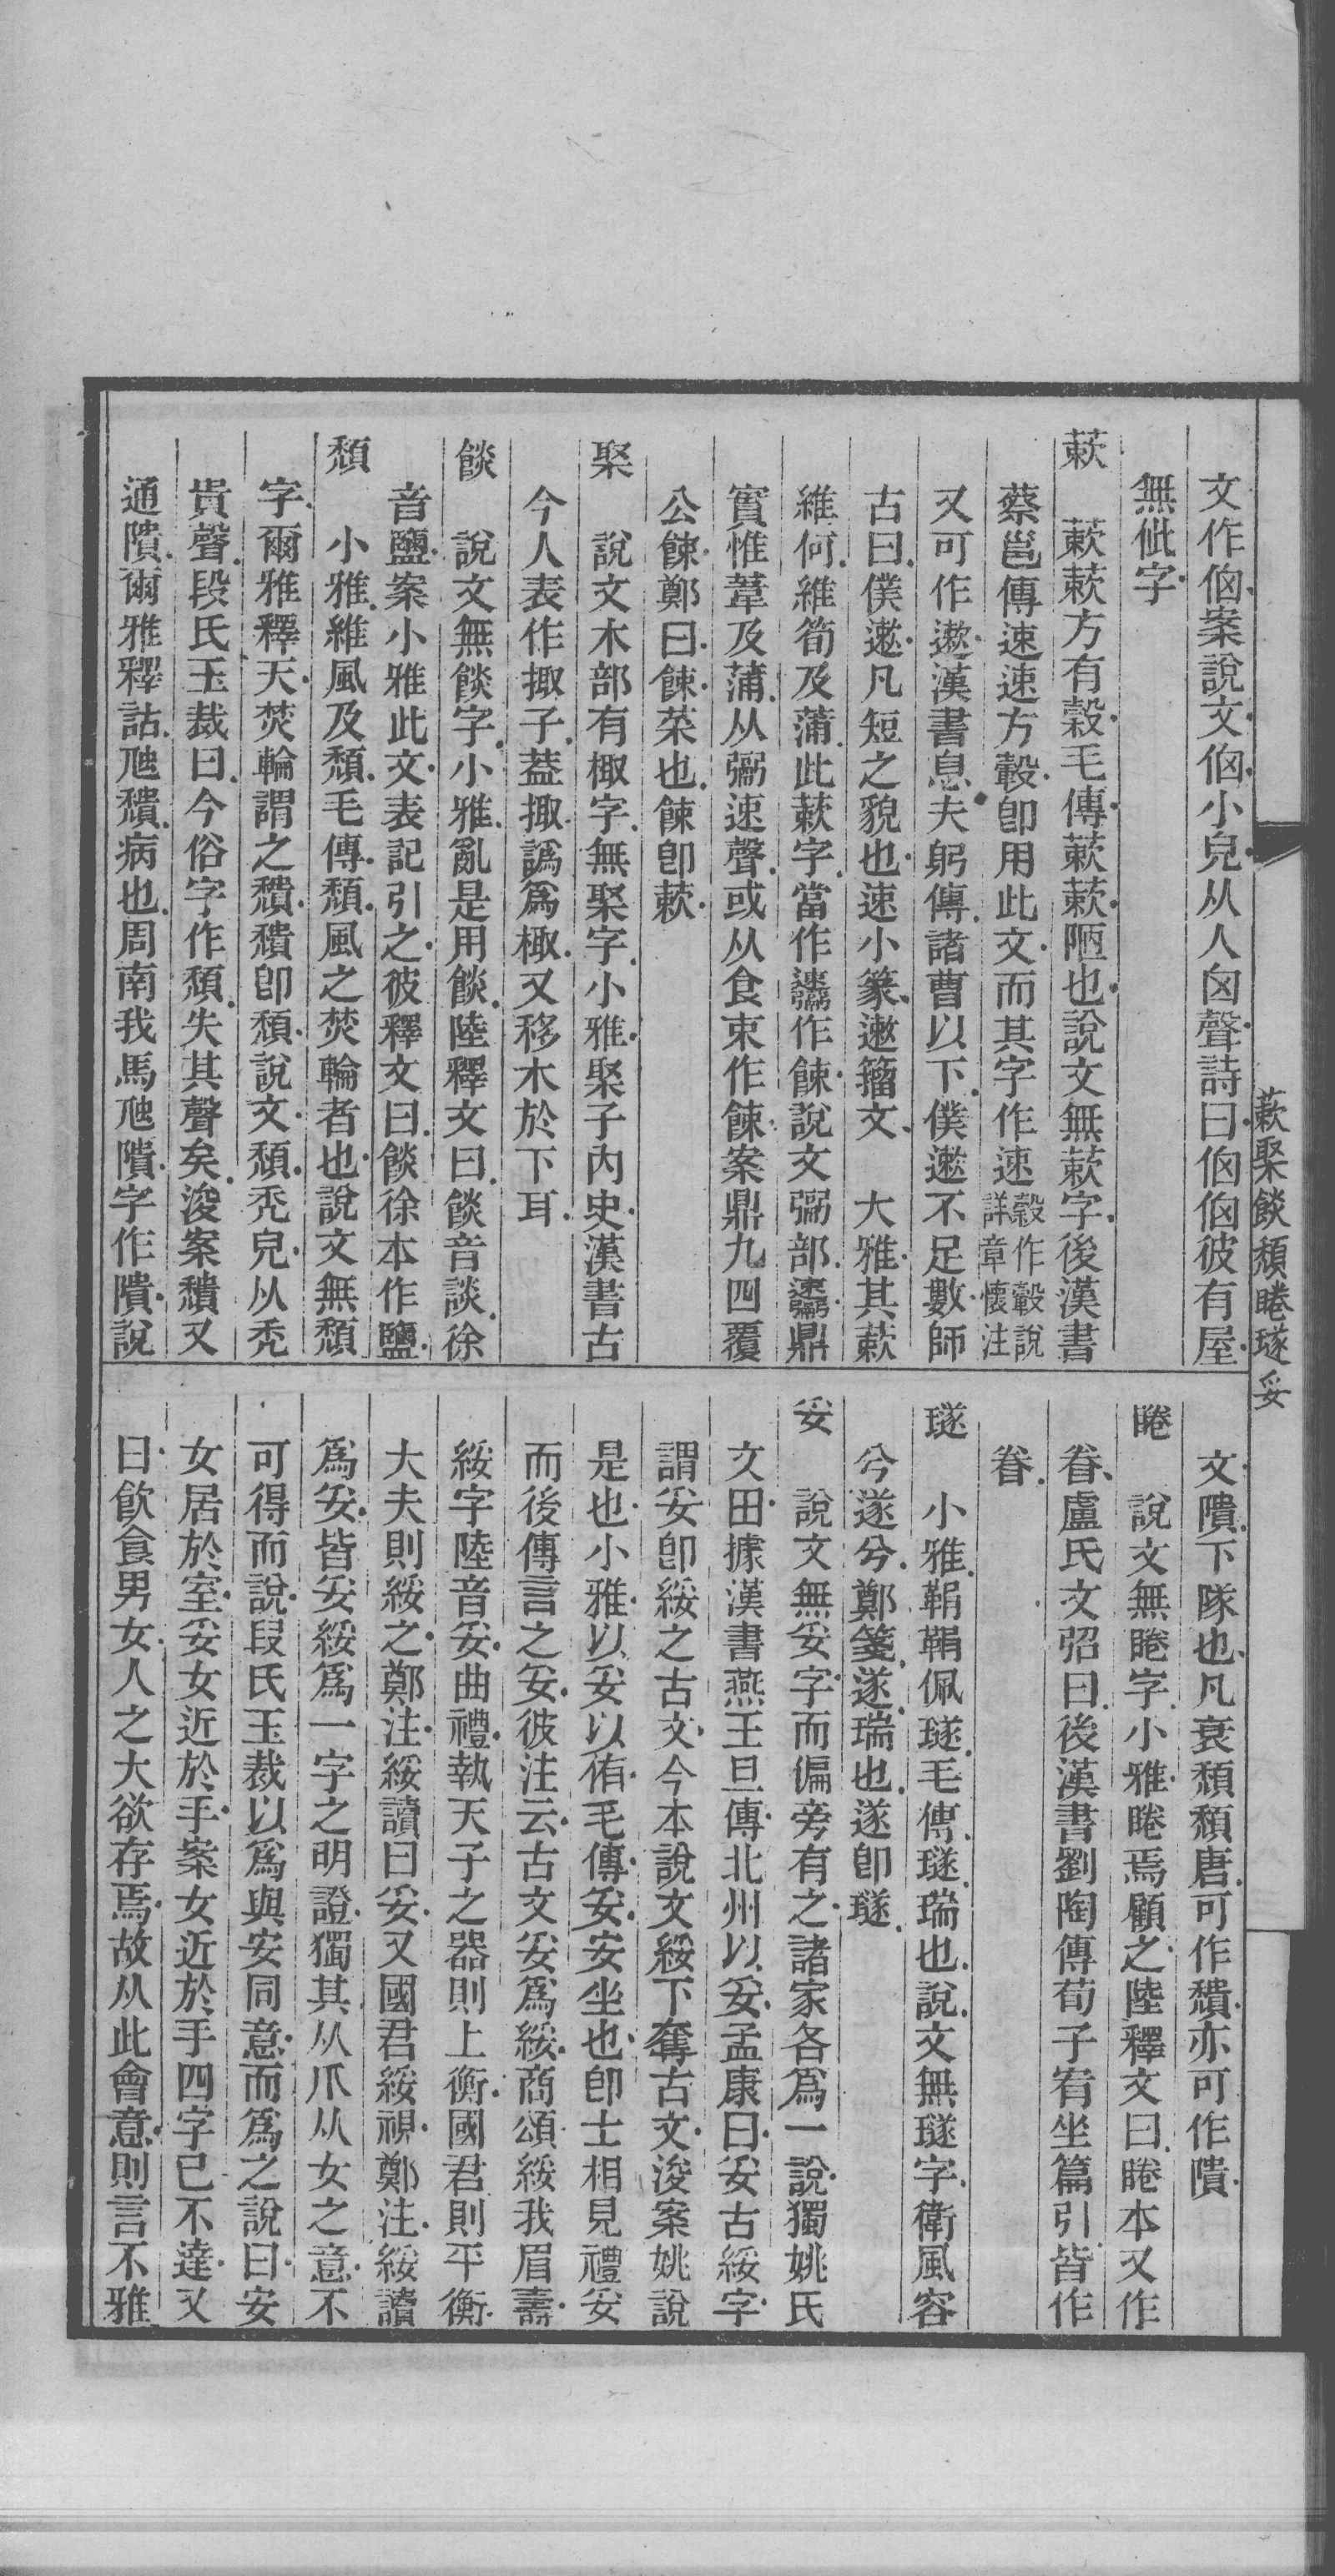 蔌棸餤頹睠璲妥
文作㑋案說文㑋小皃从人囟聲詩曰㑋㑋彼有屋
無佌字
蔌　蔌蔌方有穀毛傳蔌蔌陋也說文無蔌字後漢書
蔡邕傳速速方轂卽用此文而其字作速穀作轂說詳章懷注
又可作遬漢書息夫躬傳諸曹以下僕遬不足數師
古曰僕遬凡短之貌也速小篆遬籀文　大雅其蔌
維何維筍及蒲此蔌字當作鬻作餗說文䰜部鬻鼎
實惟葦及蒲从䰜速聲或从食束作餗案鼎九四覆
公餗鄭曰餗菜也餗卽蔌
棸　說文木部有棷字無棸字小雅棸子內史漢書古
今人表作掫子葢掫譌爲棷又移木於下耳
餤　說文無餤字小雅亂是用餤陸釋文曰餤音談徐
音鹽案小雅此文表記引之彼釋文曰餤徐本作鹽
頹　小雅維風及頹毛傳頹風之焚輪者也說文無頹
字爾雅釋天焚輪謂之穨穨卽頹說文穨禿皃从禿
貴聲段氏玉裁曰今俗字作頹失其聲矣浚案穨又
通隤爾雅釋詁虺穨病也周南我馬虺隤字作隤說
文隤下隊也凡衰頹頹唐可作穨亦可作隤
睠　說文無睠字小雅睠焉顧之陸釋文曰睠本又作
眷盧氏文弨曰後漢書劉陶傳荀子宥坐篇引皆作
眷
璲　小雅鞙鞙佩璲毛傳璲瑞也說文無璲字衛風容
兮遂兮鄭箋遂瑞也遂卽璲
妥　說文無妥字而偏旁有之諸家各爲一說獨姚氏
文田據漢書燕王旦傳北州以妥孟康曰妥古綏字
謂妥卽綏之古文今本說文綏下奪古文浚案姚說
是也小雅以妥以侑毛傳妥安坐也卽士相見禮妥
而後傳言之妥彼注云古文妥爲綏商頌綏我眉壽
綏字陸音妥曲禮執天子之器則上衡國君則平衡
大夫則綏之鄭注綏讀曰妥又國君綏視鄭注綏讀
爲妥皆妥綏爲一字之明證獨其从爪从女之意不
可得而說段氏玉裁以爲與安同意而爲之說曰安
女居於室妥女近於手案女近於手四字已不達又
曰飮食男女人之大欲存焉故从此會意則言不雅